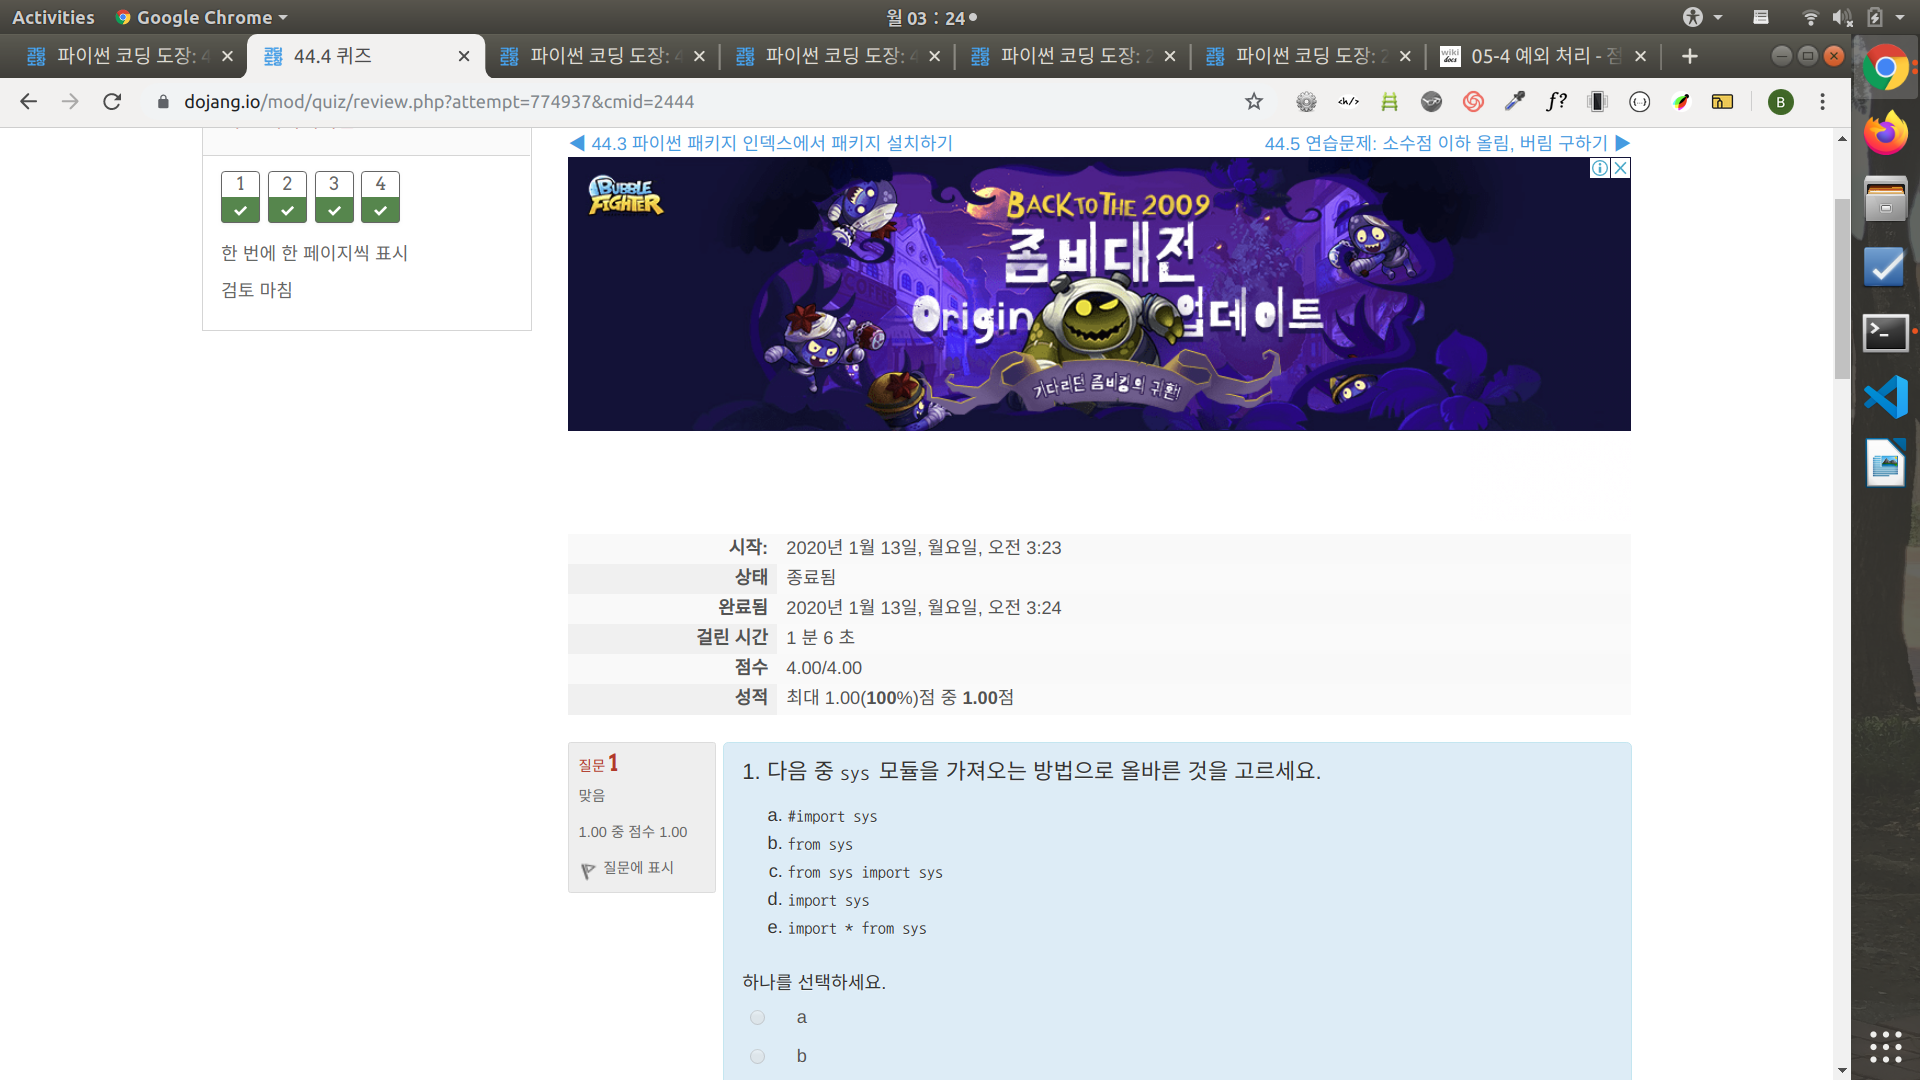 Activities
Google Chrome
월 03 : 24
파이썬 코딩 도장: 4
44.4 퀴즈
파이썬 코딩 도장: 4
파이썬 코딩 도장: 4
파이썬 코딩 도장: 2
파이썬 코딩 도장: 2
05-4 예외 처리 - 점
dojang.io/mod/quiz/review.php?attempt=774937&cmid=2444
B
◀ 44.3 파이썬 패키지 인덱스에서 패키지 설치하기
44.5 연습문제: 소수점 이하 올림, 버림 구하기 ▶
1 2 3 4
한 번에 한 페이지씩 표시
검토 마침
BUBBLE FIGHTER
BACK TO THE 2009
좀비대전
Origin 업데이트
기다리던 좀비킹의 귀환!
시작: 2020년 1월 13일, 월요일, 오전 3:23
상태 종료됨
완료됨 2020년 1월 13일, 월요일, 오전 3:24
걸린 시간 1 분 6 초
점수 4.00/4.00
성적 최대 1.00(100%)점 중 1.00점
질문 1
맞음
1.00 중 점수 1.00
질문에 표시
1. 다음 중 sys 모듈을 가져오는 방법으로 올바른 것을 고르세요.
a. #import sys
b. from sys
c. from sys import sys
d. import sys
e. import * from sys
하나를 선택하세요.
a
b